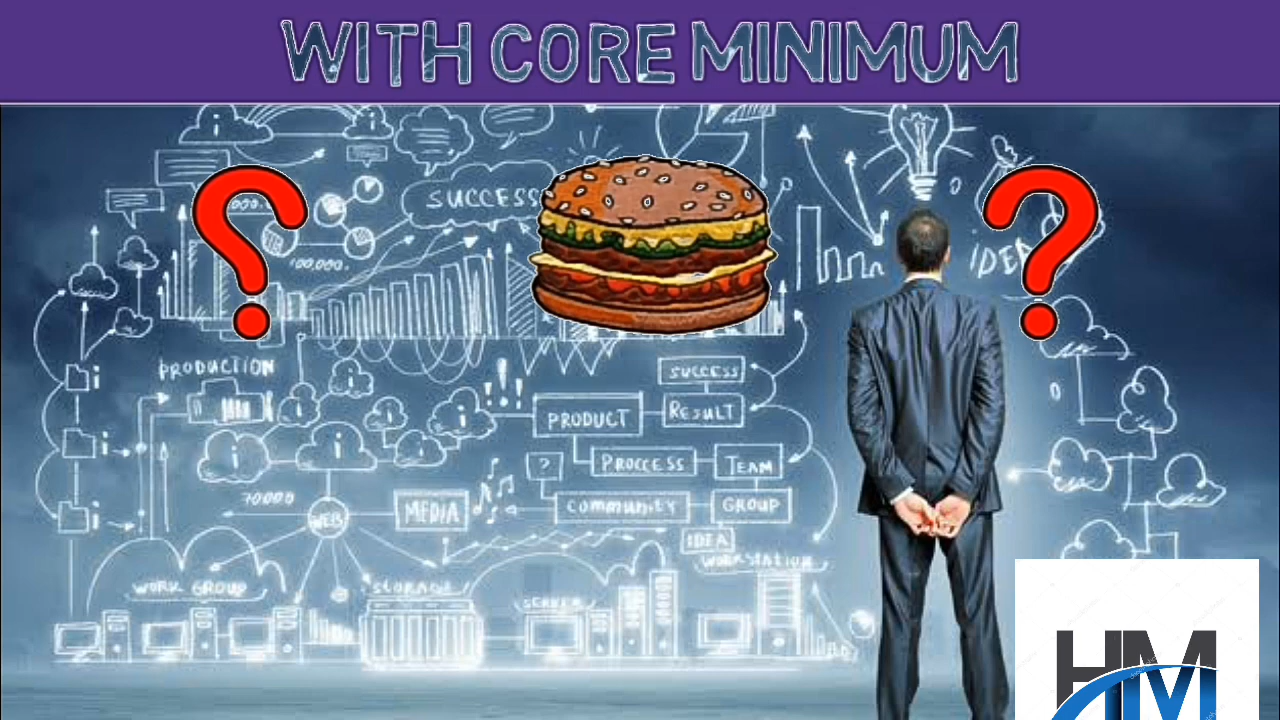 WITH CORE MINIMUM
SUCCESS
000.
100,000.
iDEA
PRODUCTION
SUCCESS
PRODUCT
RESULT
?
PROCCESS
TEAM
70000
WEB
MEDIA
COMMUNITY
GROUP
IDEA
WORKSTATION
WORK GROUP
STORAGE
SERVER
HM